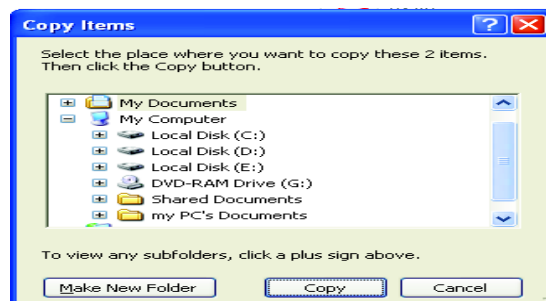 Copy Items
Select the place where you want to copy these 2 items.
Then click the Copy button.
My Documents
My Computer
Local Disk (C:)
Local Disk (D:)
Local Disk (E:)
DVD-RAM Drive (G:)
Shared Documents
my PC's Documents
To view any subfolders, click a plus sign above.
Make New Folder Copy Cancel